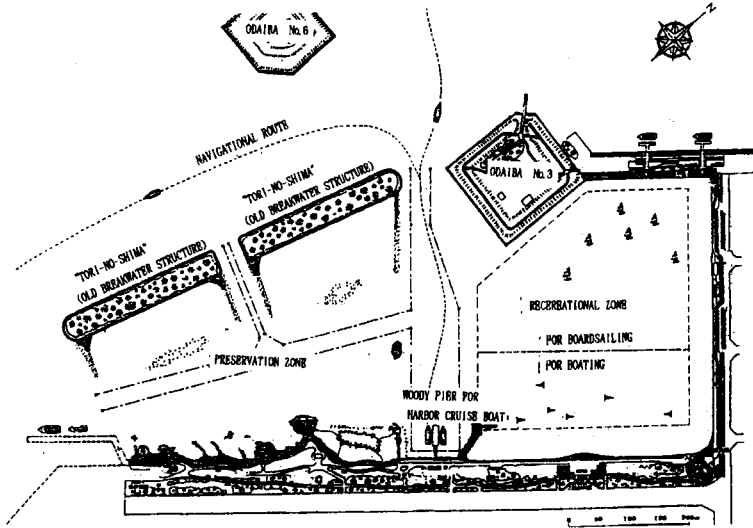 ODAIBA No.6
Z
NAVIGATIONAL ROUTE
"TORI-NO-SHIMA"
(OLD BREAKWATER STRUCTURE)
ODAIBA No.3
"TORI-NO-SHIMA"
(OLD BREAKWATER STRUCTURE)
RECEREATIONAL ZONE
FOR BOARDSAILING
PRESERVATION ZONE
FOR BOATING
WOODY PIER FOR
HARBOR CRUISE BOAT